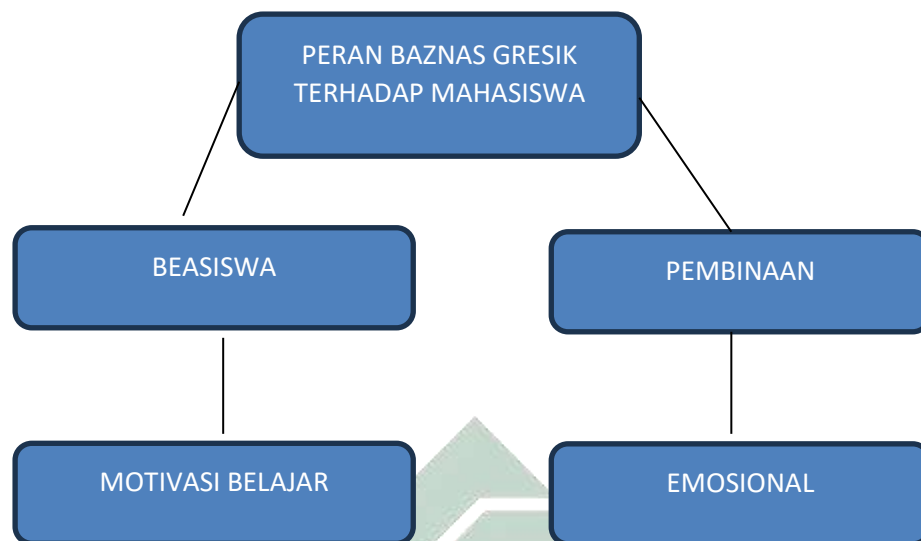 PERAN BAZNAS GRESIK
TERHADAP MAHASISWA
BEASISWA
PEMBINAAN
MOTIVASI BELAJAR
EMOSIONAL